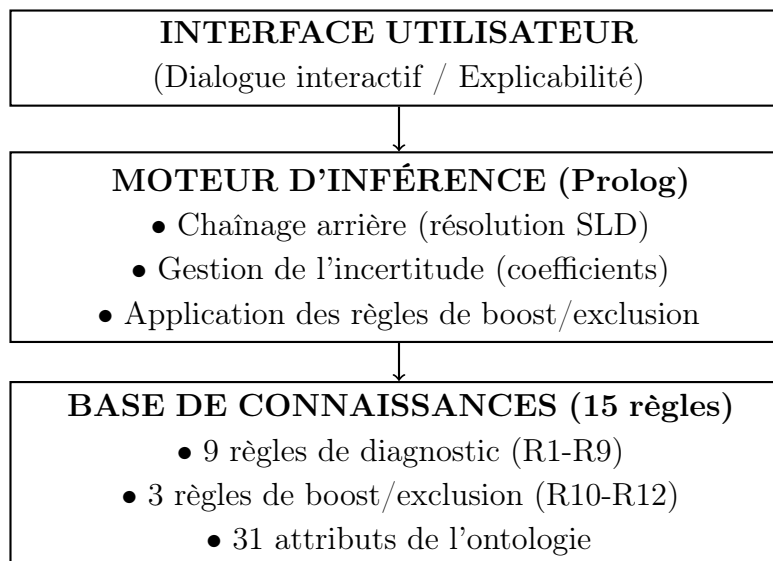 INTERFACE UTILISATEUR
(Dialogue interactif / Explicabilité)
MOTEUR D'INFÉRENCE (Prolog)
• Chaînage arrière (résolution SLD)
• Gestion de l'incertitude (coefficients)
• Application des règles de boost/exclusion
BASE DE CONNAISSANCES (15 règles)
• 9 règles de diagnostic (R1-R9)
• 3 règles de boost/exclusion (R10-R12)
• 31 attributs de l'ontologie